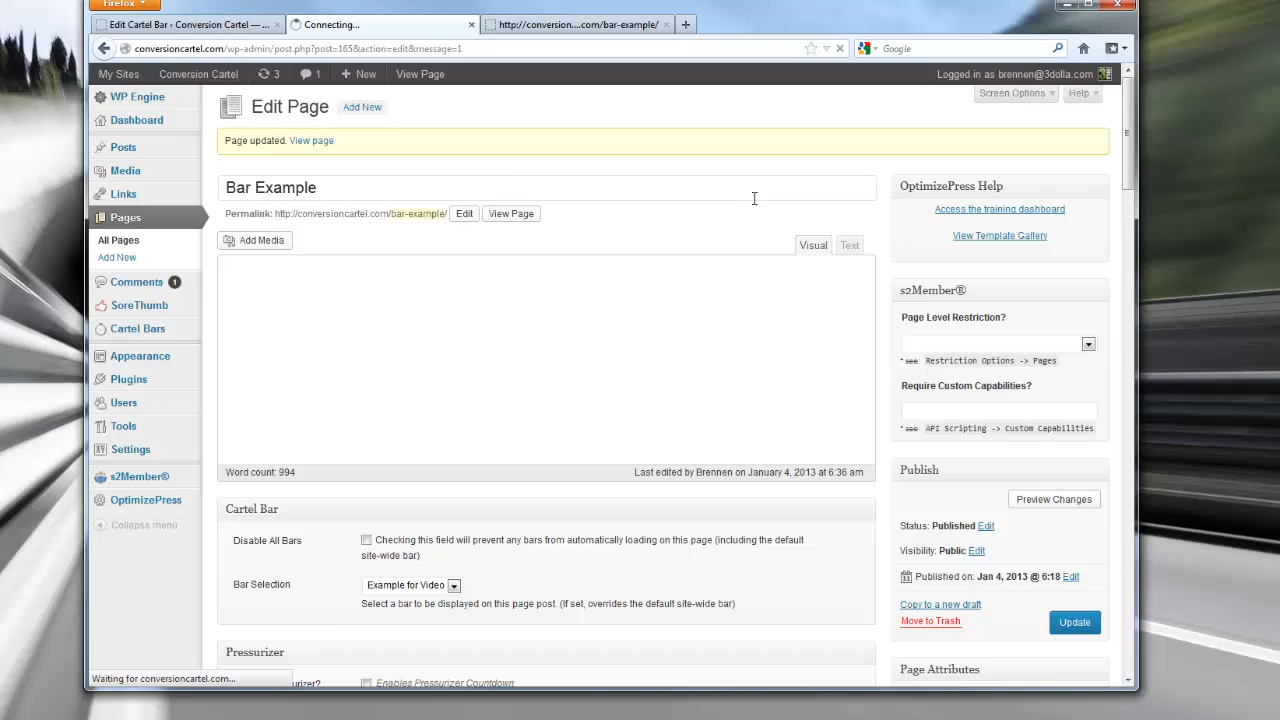 Firefox
Edit Cartel Bar ‹ Conversion Cartel — ...
Connecting...
http://conversion....com/bar-example/
conversioncartel.com/wp-admin/post.php?post=165&action=edit&message=1
Google
My Sites
Conversion Cartel
3
1
New
View Page
Logged in as brennen@3dolla.com
WP Engine
Dashboard
Posts
Media
Links
Pages
All Pages
Add New
Comments 1
SoreThumb
Cartel Bars
Appearance
Plugins
Users
Tools
Settings
s2Member®
OptimizePress
Collapse menu
Screen Options
Help
Edit Page
Add New
Page updated. View page
Bar Example
Permalink: http://conversioncartel.com/bar-example/
Edit
View Page
Add Media
Visual
Text
Word count: 994
Last edited by Brennen on January 4, 2013 at 6:36 am
Cartel Bar
Disable All Bars
Checking this field will prevent any bars from automatically loading on this page (including the default
site-wide bar)
Bar Selection
Example for Video
Select a bar to be displayed on this page post. (If set, overrides the default site-wide bar)
Pressurizer
Enables Pressurizer Countdown
OptimizePress Help
Access the training dashboard
View Template Gallery
s2Member®
Page Level Restriction?
* see: Restriction Options -> Pages
Require Custom Capabilities?
* see: API Scripting -> Custom Capabilities
Publish
Preview Changes
Status: Published Edit
Visibility: Public Edit
Published on: Jan 4, 2013 @ 6:18 Edit
Copy to a new draft
Move to Trash
Update
Page Attributes
Waiting for conversioncartel.com...